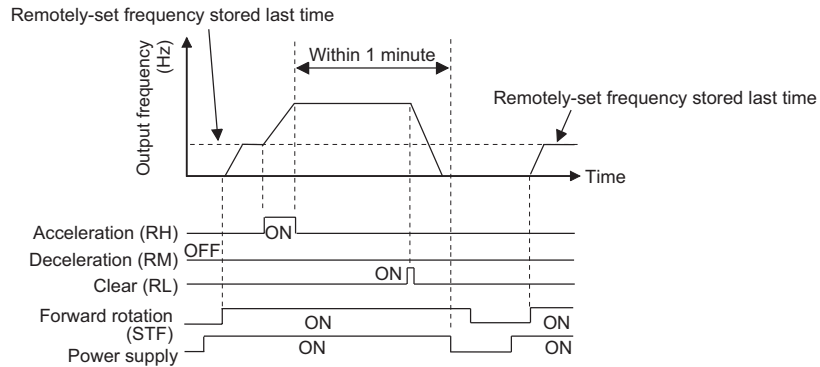 Remotely-set frequency stored last time
Output frequency
(Hz)
Within 1 minute
Remotely-set frequency stored last time
Time
Acceleration (RH)
ON
Deceleration (RM)
OFF
Clear (RL)
ON
Forward rotation
(STF)
ON
ON
Power supply
ON
ON